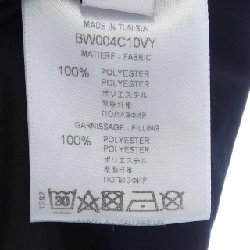 MADE IN TUNISIA
BW004C10VY
MATIERE - FABRIC
100% POLYESTER
POLYESTER
ポリエステル
聚酯纤维
ПОЛИЭФИР
GARNISSAGE - FILLING
100% POLYESTER
POLYESTER
ポリエステル
聚酯纤维
ПОЛИЭФИР
30